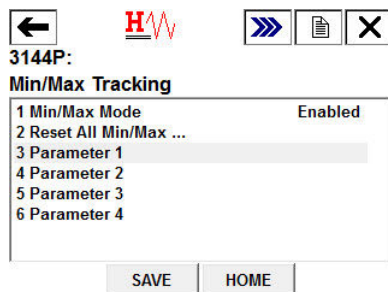 H
3144P:
Min/Max Tracking
1 Min/Max Mode Enabled
2 Reset All Min/Max ...
3 Parameter 1
4 Parameter 2
5 Parameter 3
6 Parameter 4
SAVE HOME